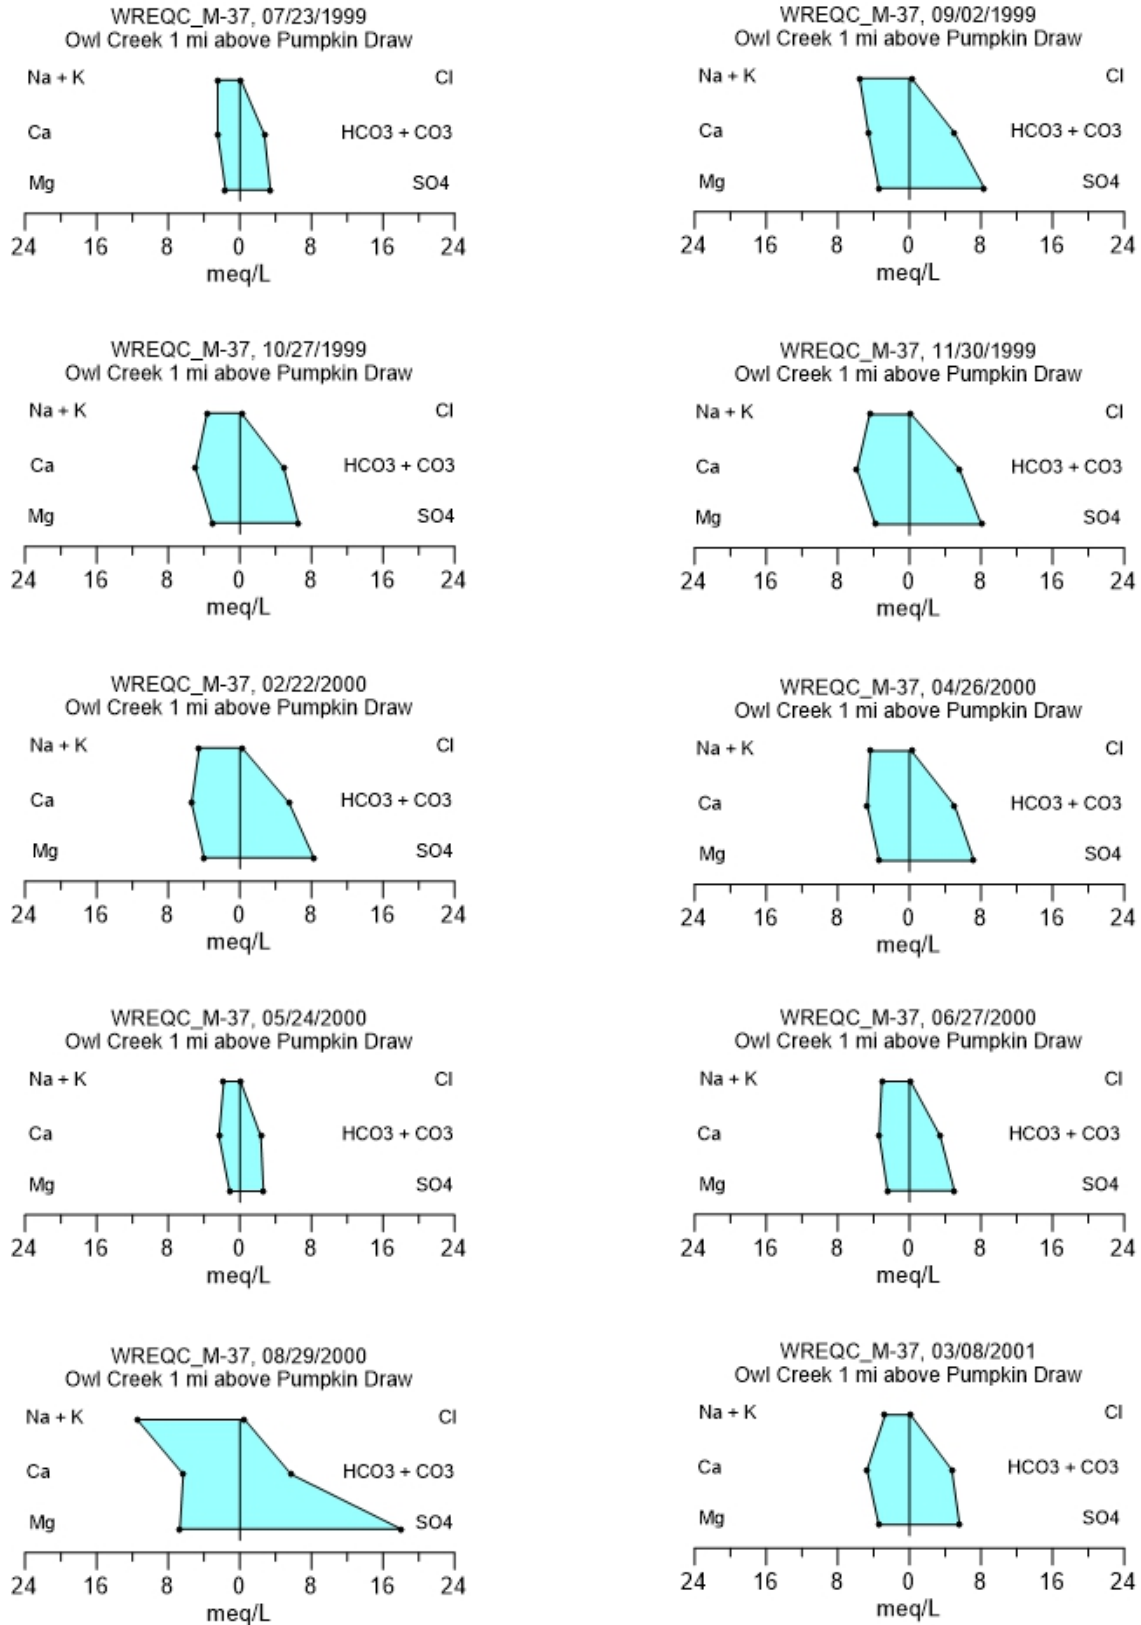 WREQC_M-37, 07/23/1999
Owl Creek 1 mi above Pumpkin Draw
Na + K Cl
Ca HCO3 + CO3
Mg SO4
24 16 8 0 8 16 24
meq/L
WREQC_M-37, 09/02/1999
Owl Creek 1 mi above Pumpkin Draw
Na + K Cl
Ca HCO3 + CO3
Mg SO4
24 16 8 0 8 16 24
meq/L
WREQC_M-37, 10/27/1999
Owl Creek 1 mi above Pumpkin Draw
Na + K Cl
Ca HCO3 + CO3
Mg SO4
24 16 8 0 8 16 24
meq/L
WREQC_M-37, 11/30/1999
Owl Creek 1 mi above Pumpkin Draw
Na + K Cl
Ca HCO3 + CO3
Mg SO4
24 16 8 0 8 16 24
meq/L
WREQC_M-37, 02/22/2000
Owl Creek 1 mi above Pumpkin Draw
Na + K Cl
Ca HCO3 + CO3
Mg SO4
24 16 8 0 8 16 24
meq/L
WREQC_M-37, 04/26/2000
Owl Creek 1 mi above Pumpkin Draw
Na + K Cl
Ca HCO3 + CO3
Mg SO4
24 16 8 0 8 16 24
meq/L
WREQC_M-37, 05/24/2000
Owl Creek 1 mi above Pumpkin Draw
Na + K Cl
Ca HCO3 + CO3
Mg SO4
24 16 8 0 8 16 24
meq/L
WREQC_M-37, 06/27/2000
Owl Creek 1 mi above Pumpkin Draw
Na + K Cl
Ca HCO3 + CO3
Mg SO4
24 16 8 0 8 16 24
meq/L
WREQC_M-37, 08/29/2000
Owl Creek 1 mi above Pumpkin Draw
Na + K Cl
Ca HCO3 + CO3
Mg SO4
24 16 8 0 8 16 24
meq/L
WREQC_M-37, 03/08/2001
Owl Creek 1 mi above Pumpkin Draw
Na + K Cl
Ca HCO3 + CO3
Mg SO4
24 16 8 0 8 16 24
meq/L